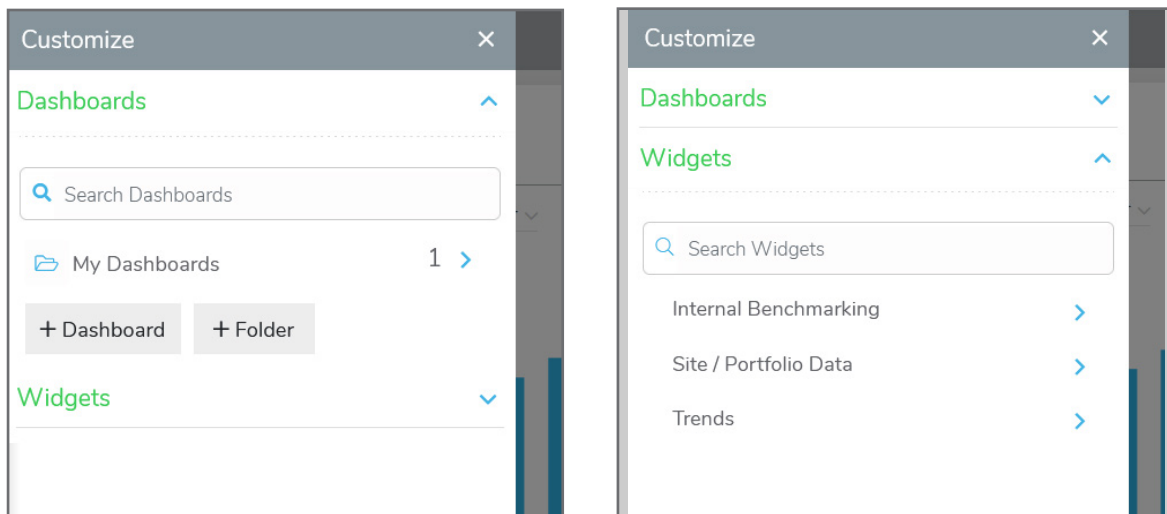 Customize
Dashboards
Search Dashboards
My Dashboards 1
+ Dashboard + Folder
Widgets
Customize
Dashboards
Widgets
Search Widgets
Internal Benchmarking
Site / Portfolio Data
Trends